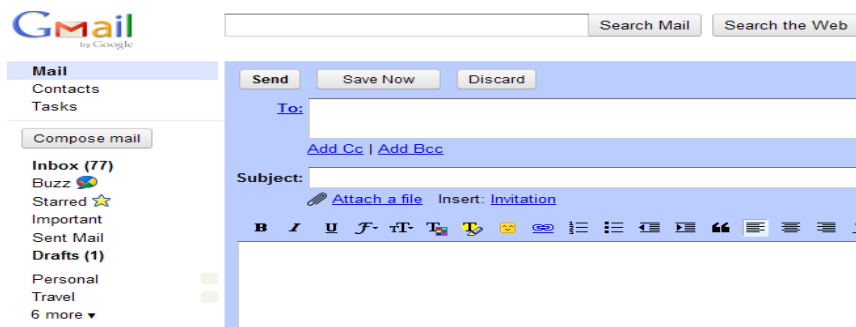 Gmail
by Google
Search Mail
Search the Web
Mail
Contacts
Tasks
Compose mail
Inbox (77)
Buzz
Starred
Important
Sent Mail
Drafts (1)
Personal
Travel
6 more ▾
Send
Save Now
Discard
To:
Add Cc | Add Bcc
Subject:
Attach a file Insert: Invitation
B I U F TT T T